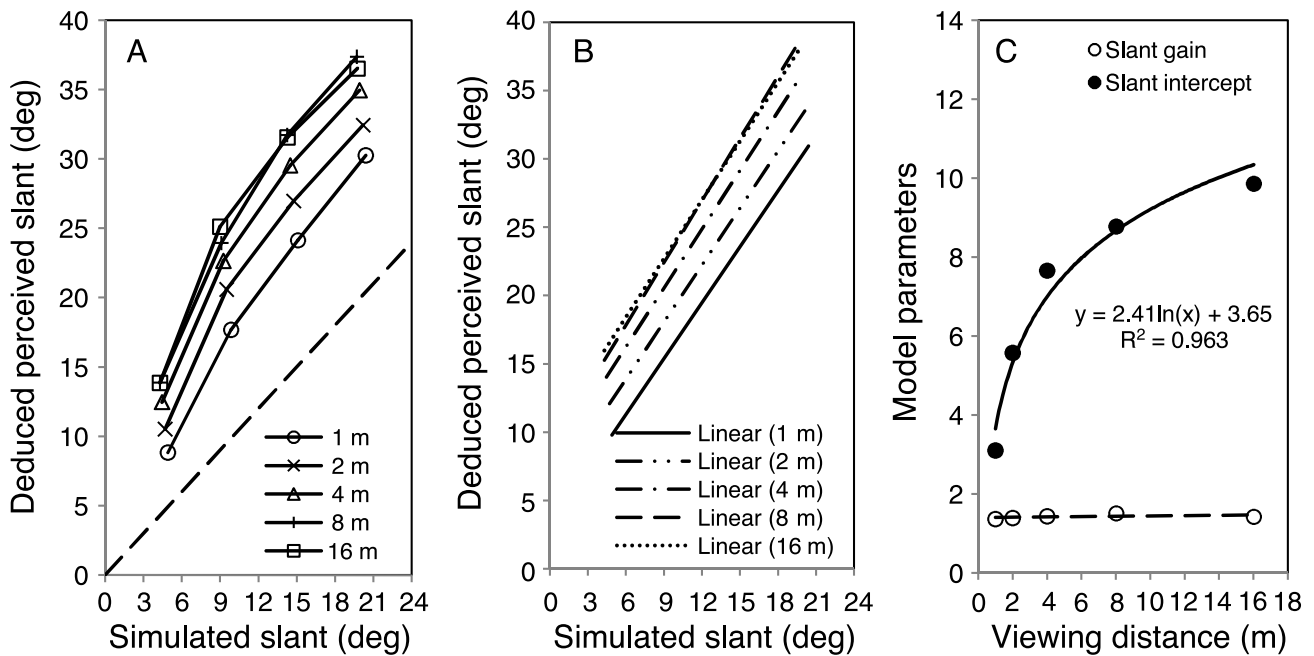 A
Deduced perceived slant (deg)
40
35
30
25
20
15
10
5
0
1 m
2 m
4 m
8 m
16 m
0 3 6 9 12 15 18 21 24
Simulated slant (deg)
B
Deduced perceived slant (deg)
40
35
30
25
20
15
10
5
0
Linear (1 m)
Linear (2 m)
Linear (4 m)
Linear (8 m)
Linear (16 m)
0 3 6 9 12 15 18 21 24
Simulated slant (deg)
C
Model parameters
14
12
10
8
6
4
2
0
Slant gain
Slant intercept
y = 2.41ln(x) + 3.65
R² = 0.963
0 2 4 6 8 10 12 14 16 18
Viewing distance (m)